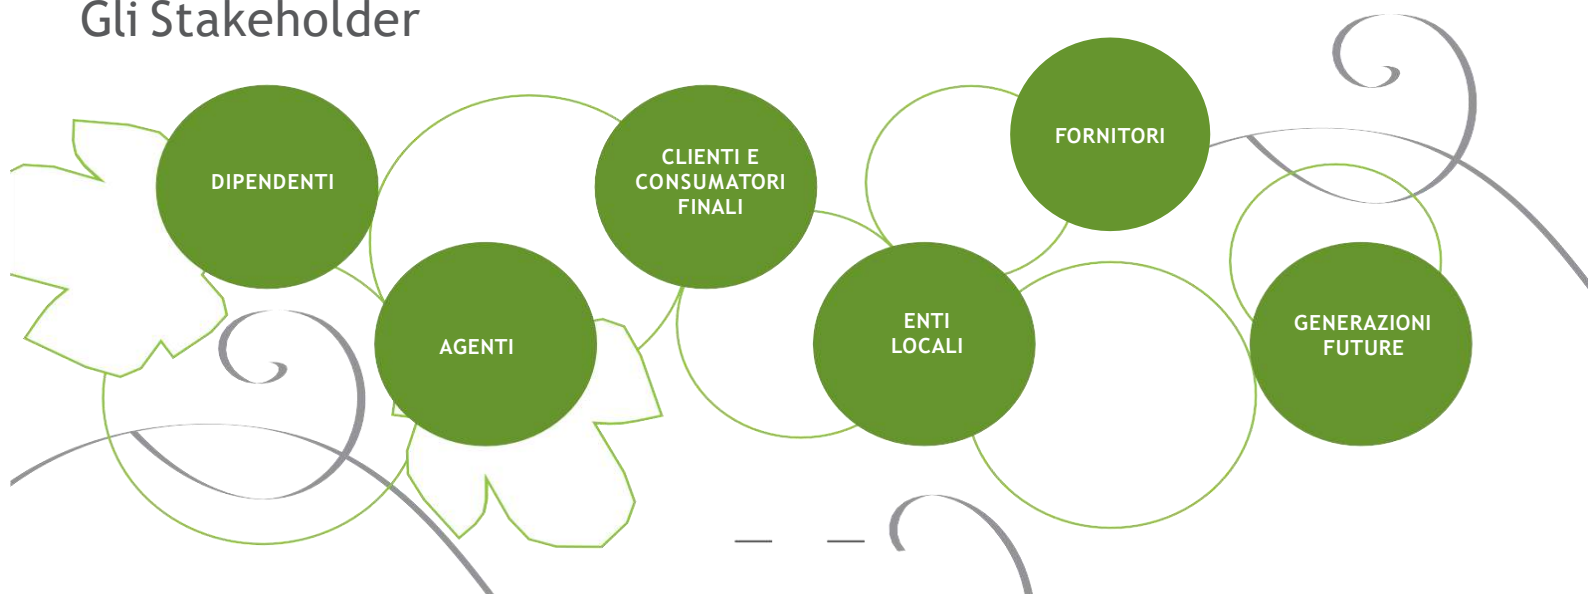 Gli Stakeholder
DIPENDENTI
AGENTI
CLIENTI E
CONSUMATORI
FINALI
ENTI
LOCALI
FORNITORI
GENERAZIONI
FUTURE